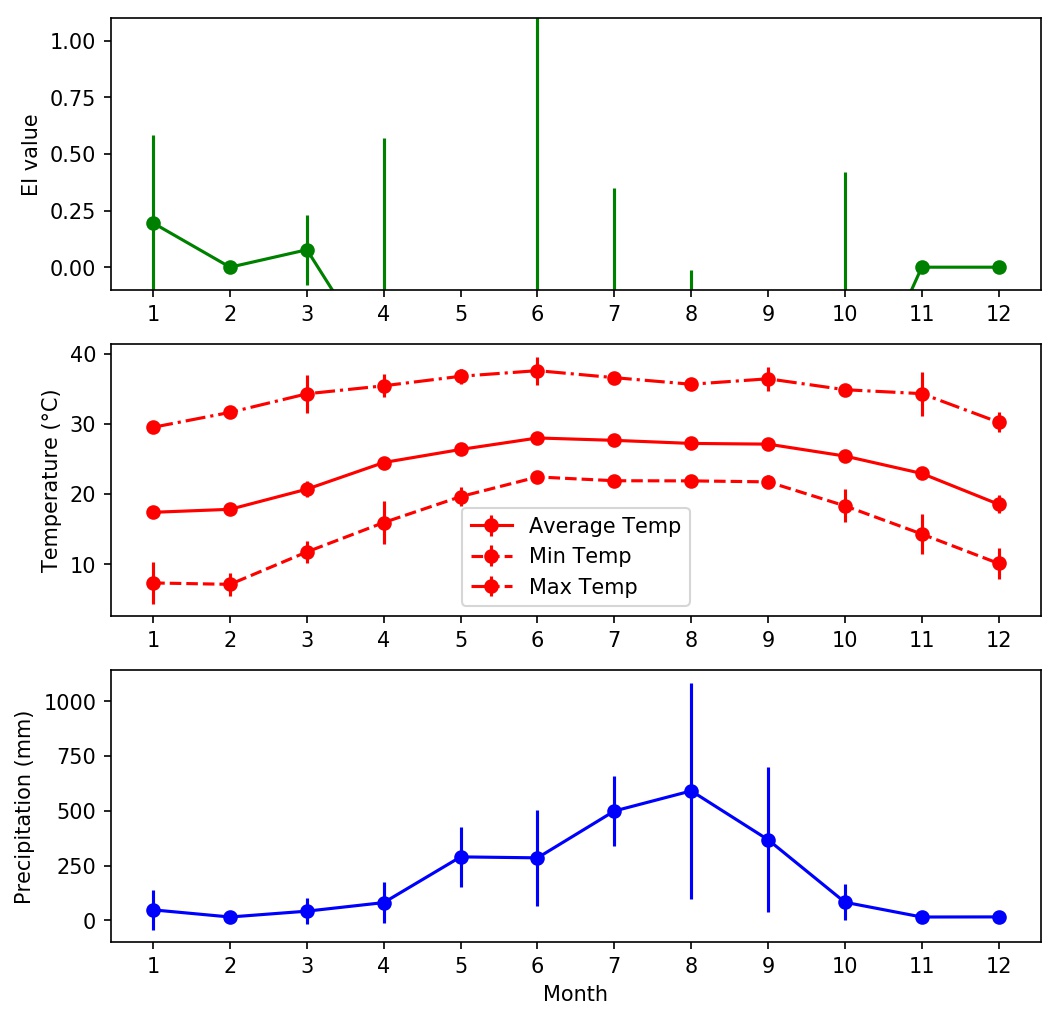 EI value
1.00
0.75
0.50
0.25
0.00
1 2 3 4 5 6 7 8 9 10 11 12
Temperature (°C)
40
30
20
10
Average Temp
Min Temp
Max Temp
1 2 3 4 5 6 7 8 9 10 11 12
Precipitation (mm)
1000
750
500
250
0
1 2 3 4 5 6 7 8 9 10 11 12
Month